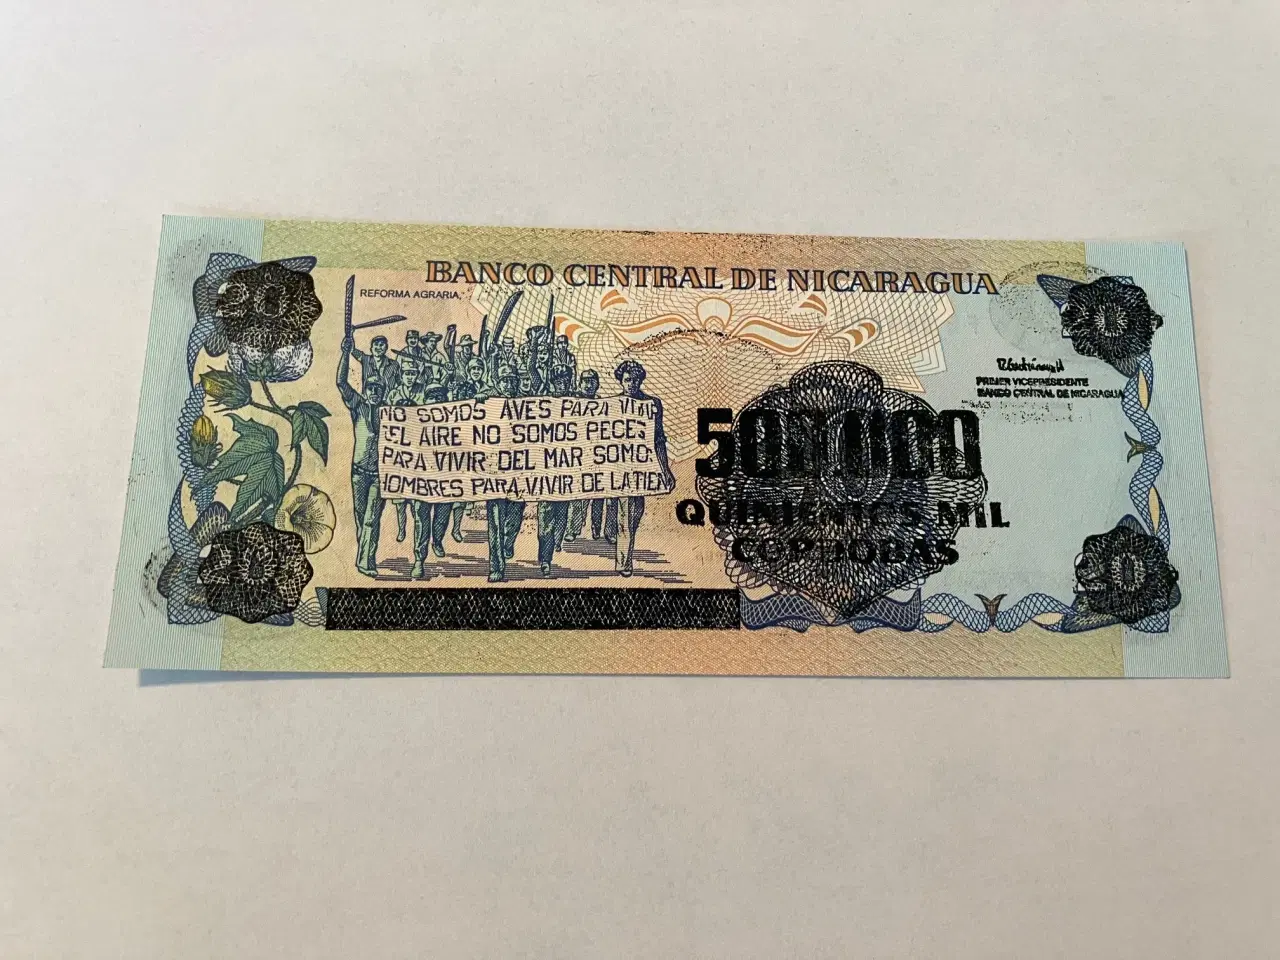 BANCO CENTRAL DE NICARAGUA
REFORMA AGRARIA.
NO SOMOS AVES PARA VIVIR
DEL AIRE NO SOMOS PECES
PARA VIVIR DEL MAR SOMOS
HOMBRES PARA VIVIR DE LA TIERR
PRIMER VICEPRESIDENTE
BANCO CENTRAL DE NICARAGUA
500,000
QUINIENTOS MIL
CORDOBAS